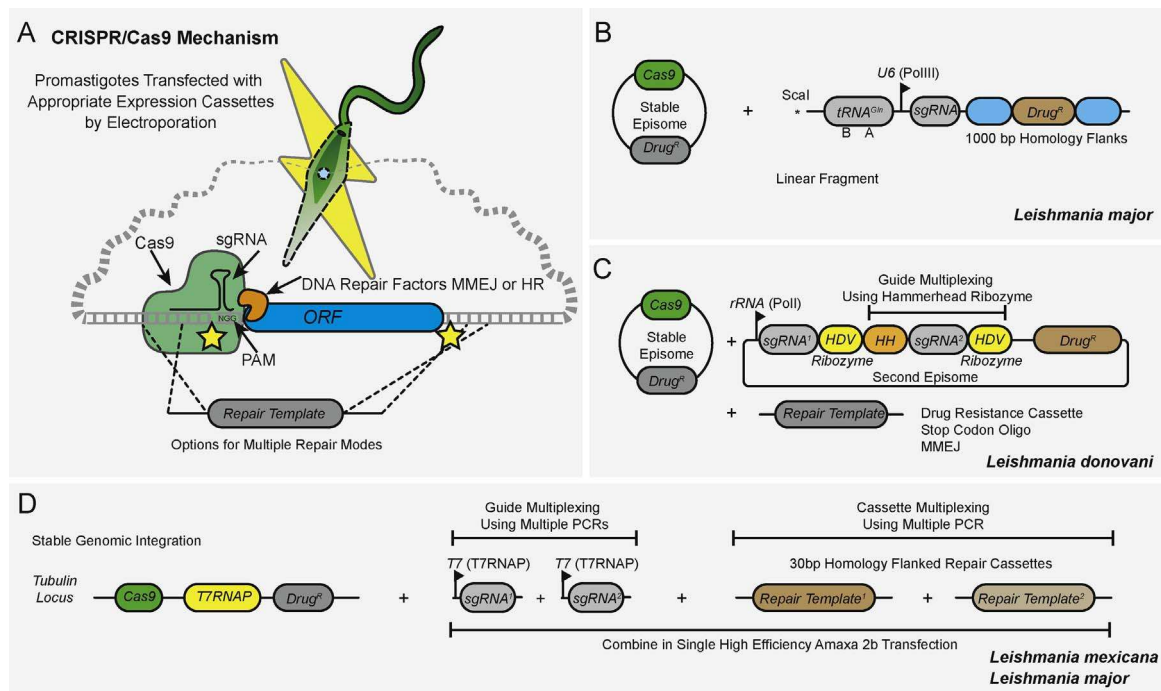 A CRISPR/Cas9 Mechanism
Promastigotes Transfected with
Appropriate Expression Cassettes
by Electroporation
Cas9
sgRNA
DNA Repair Factors MMEJ or HR
NGG
ORF
PAM
Repair Template
Options for Multiple Repair Modes
B
Cas9
Stable
Episome
Drugᴿ
+
ScaI
*
U6 (PolIII)
tRNAᴳˡⁿ
sgRNA
Drugᴿ
B A
1000 bp Homology Flanks
Linear Fragment
Leishmania major
C
Cas9
Stable
Episome
Drugᴿ
+
Guide Multiplexing
Using Hammerhead Ribozyme
rRNA (PolI)
sgRNA¹
HDV
HH
sgRNA²
HDV
Drugᴿ
Ribozyme
Ribozyme
Second Episome
+
Repair Template
Drug Resistance Cassette
Stop Codon Oligo
MMEJ
Leishmania donovani
D
Stable Genomic Integration
Tubulin
Locus
Cas9
T7RNAP
Drugᴿ
+
Guide Multiplexing
Using Multiple PCRs
T7 (T7RNAP)
T7 (T7RNAP)
sgRNA¹
+
sgRNA²
+
Cassette Multiplexing
Using Multiple PCR
30bp Homology Flanked Repair Cassettes
Repair Template¹
+
Repair Template²
Combine in Single High Efficiency Amaxa 2b Transfection
Leishmania mexicana
Leishmania major